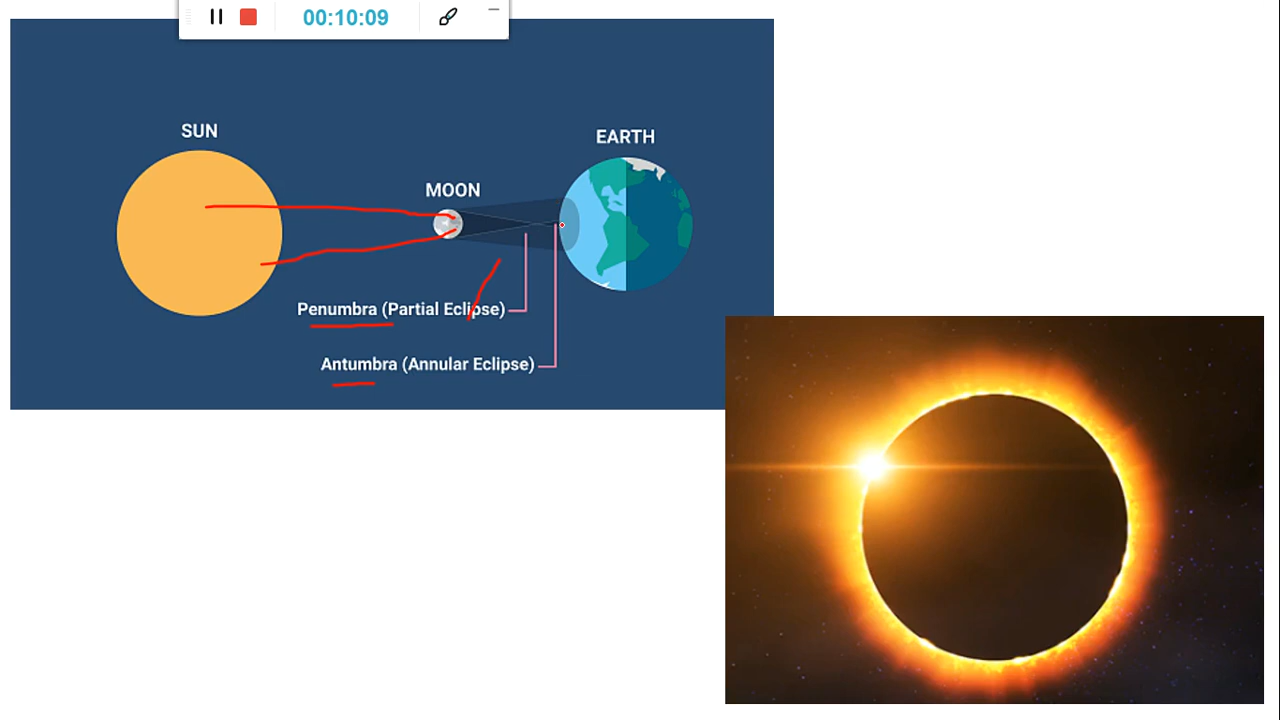 00:10:09
SUN
EARTH
MOON
Penumbra (Partial Eclipse)
Antumbra (Annular Eclipse)